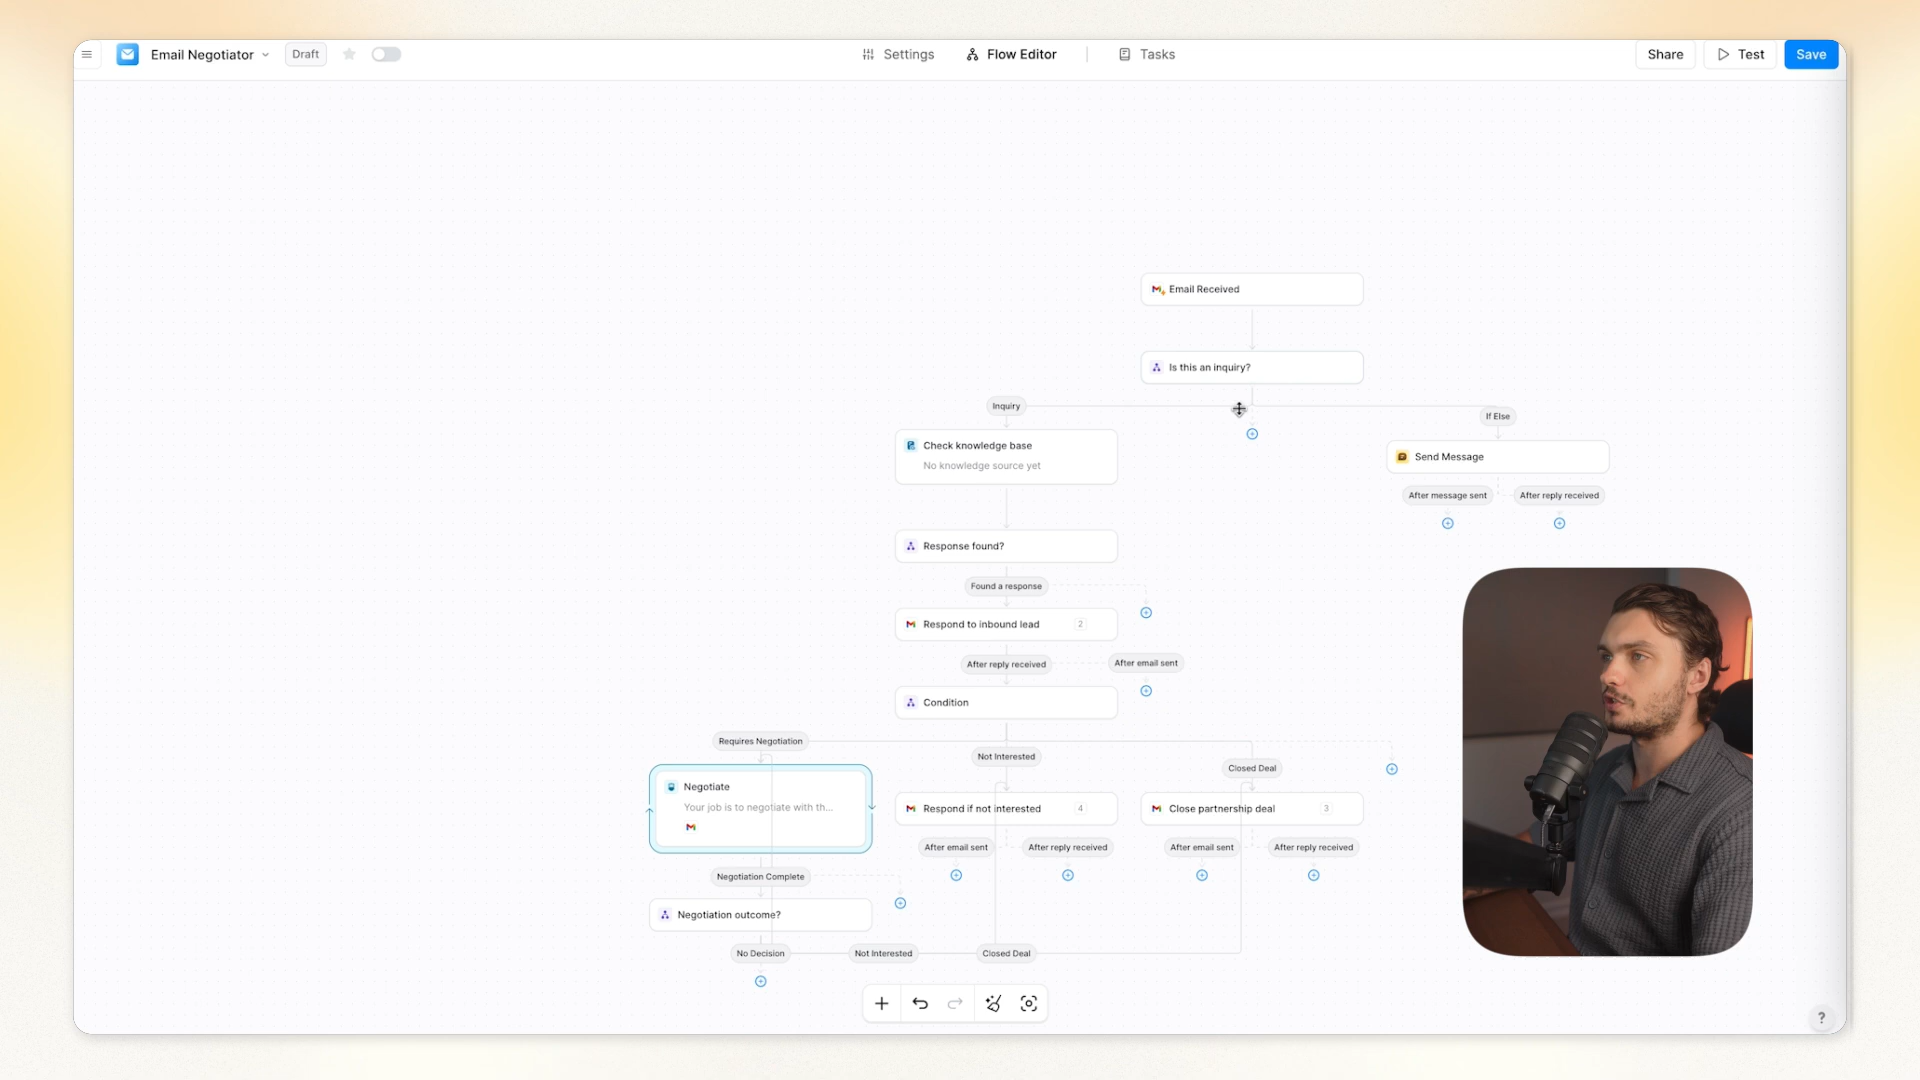 Email Negotiator
Draft
Settings
Flow Editor
Tasks
Share
Test
Save
Email Received
Is this an inquiry?
Inquiry
If Else
Check knowledge base
No knowledge source yet
Send Message
After message sent
After reply received
Response found?
Found a response
Respond to inbound lead 2
After reply received
After email sent
Condition
Requires Negotiation
Not Interested
Closed Deal
Negotiate
Your job is to negotiate with th...
Respond if not interested 4
Close partnership deal 3
After email sent
After reply received
After email sent
After reply received
Negotiation Complete
Negotiation outcome?
No Decision
Not Interested
Closed Deal
?